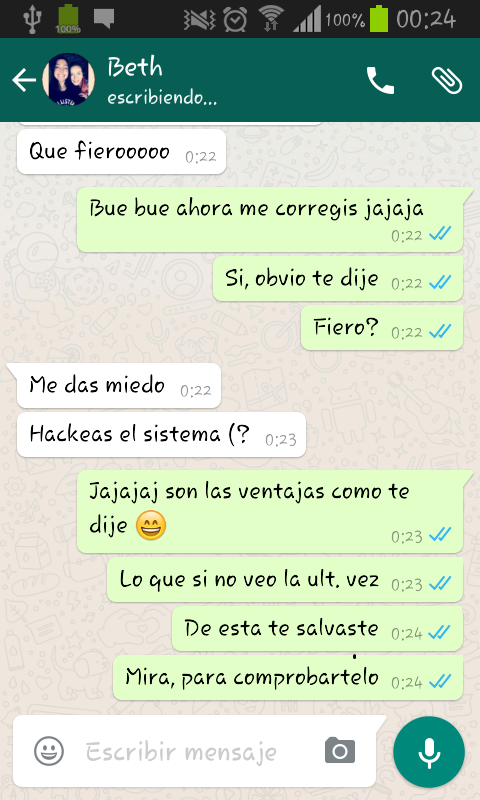 100%
100%
00:24
Beth
escribiendo...
Que fierooooo 0:22
Bue bue ahora me corregis jajaja
0:22
Si, obvio te dije 0:22
Fiero? 0:22
Me das miedo 0:22
Hackeas el sistema (? 0:23
Jajajaj son las ventajas como te
dije 😄 0:23
Lo que si no veo la ult. vez 0:23
De esta te salvaste 0:24
Mira, para comprobartelo 0:24
Escribir mensaje